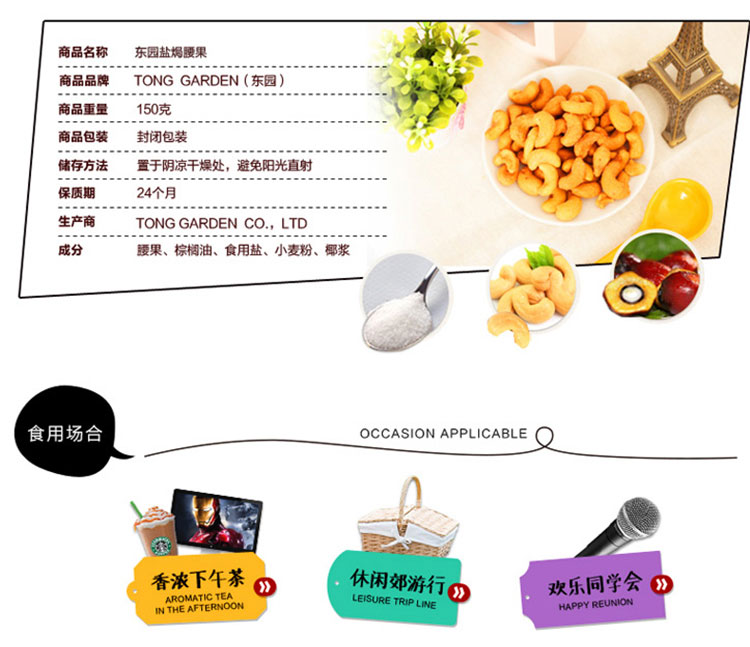 商品名称 东园盐焗腰果
商品品牌 TONG GARDEN（东园）
商品重量 150克
商品包装 封闭包装
储存方法 置于阴凉干燥处，避免阳光直射
保质期 24个月
生产商 TONG GARDEN CO.，LTD
成分 腰果、棕榈油、食用盐、小麦粉、椰浆
食用场合
OCCASION APPLICABLE
香浓下午茶
AROMATIC TEA
IN THE AFTERNOON
休闲郊游行
LEISURE TRIP LINE
欢乐同学会
HAPPY REUNION